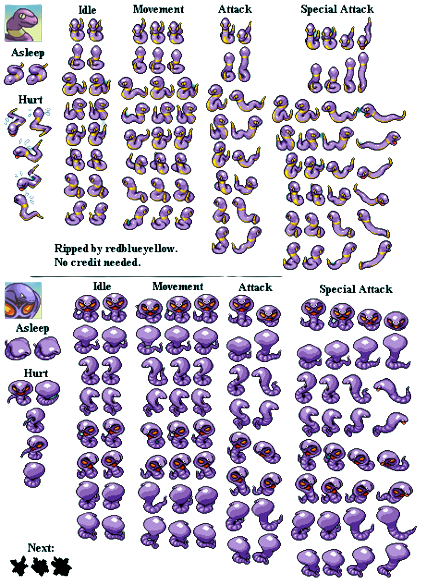 Idle Movement Attack Special Attack
Asleep
Hurt
Ripped by redblueyellow.
No credit needed.
Idle Movement Attack Special Attack
Asleep
Hurt
Next: